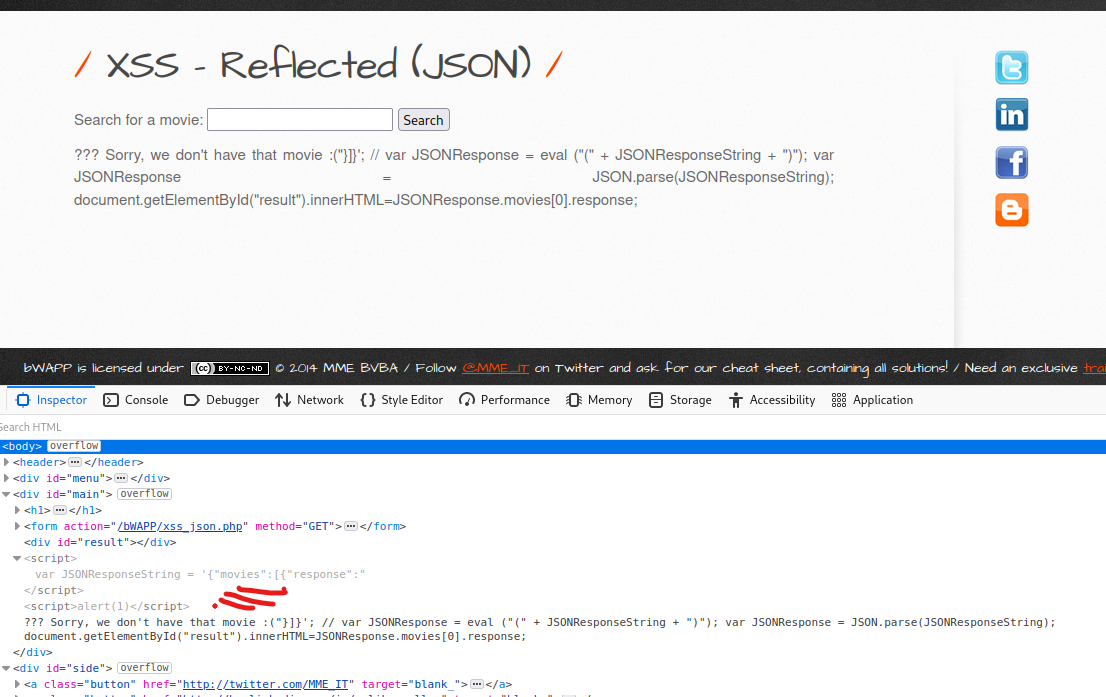 / XSS - Reflected (JSON) /
Search for a movie: Search
??? Sorry, we don't have that movie :("}]}'; // var JSONResponse = eval ("(" + JSONResponseString + ")"); var
JSONResponse = JSON.parse(JSONResponseString);
document.getElementById("result").innerHTML=JSONResponse.movies[0].response;
bWAPP is licensed under (cc) BY-NC-ND © 2014 MME BVBA / Follow @MME_IT on Twitter and ask for our cheat sheet, containing all solutions! / Need an exclusive
Inspector Console Debugger Network Style Editor Performance Memory Storage Accessibility Application
Search HTML
<body> overflow
<header> ··· </header>
<div id="menu"> ··· </div>
<div id="main"> overflow
<h1> ··· </h1>
<form action="/bWAPP/xss_json.php" method="GET"> ··· </form>
<div id="result"></div>
<script>
var JSONResponseString = '{"movies":[{"response":"
</script>
<script>alert(1)</script>
??? Sorry, we don't have that movie :("}]}'; // var JSONResponse = eval ("(" + JSONResponseString + ")"); var JSONResponse = JSON.parse(JSONResponseString);
document.getElementById("result").innerHTML=JSONResponse.movies[0].response;
</div>
<div id="side"> overflow
<a class="button" href="http://twitter.com/MME_IT" target="blank_"> ··· </a>